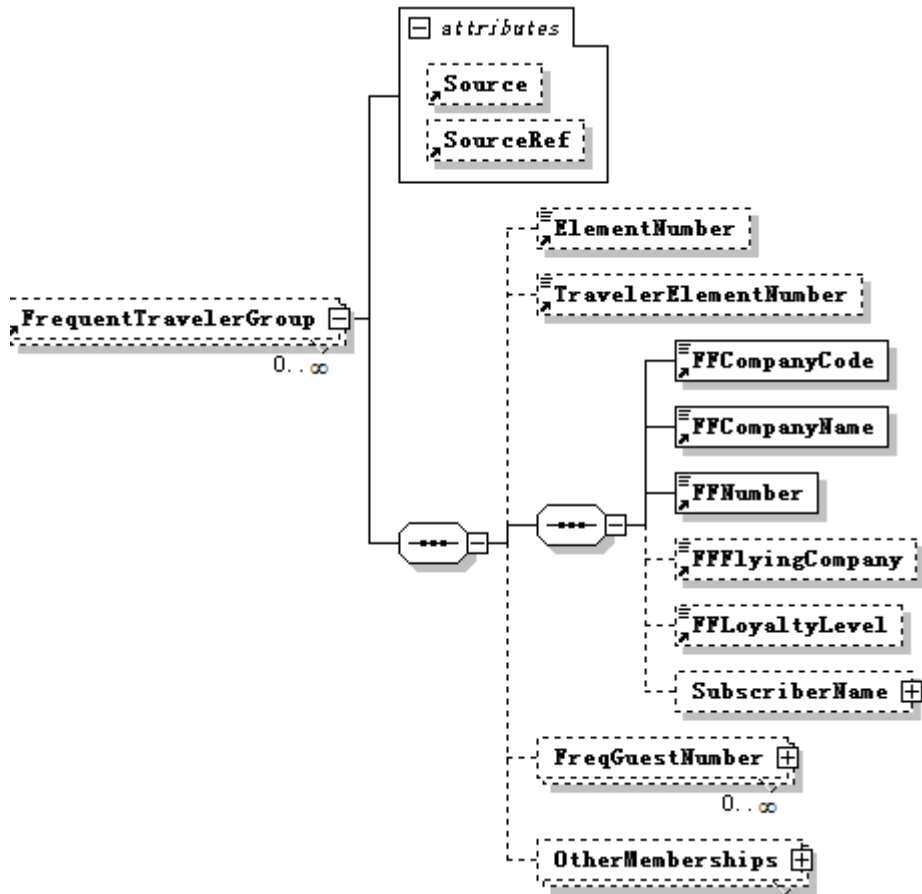 attributes
Source
SourceRef
ElementNumber
TravelerElementNumber
FrequentTravelerGroup
0..∞
FFCompanyCode
FFCompanyName
FFNumber
FFFlyingCompany
FFLoyaltyLevel
SubscriberName
FreqGuestNumber
0..∞
OtherMemberships